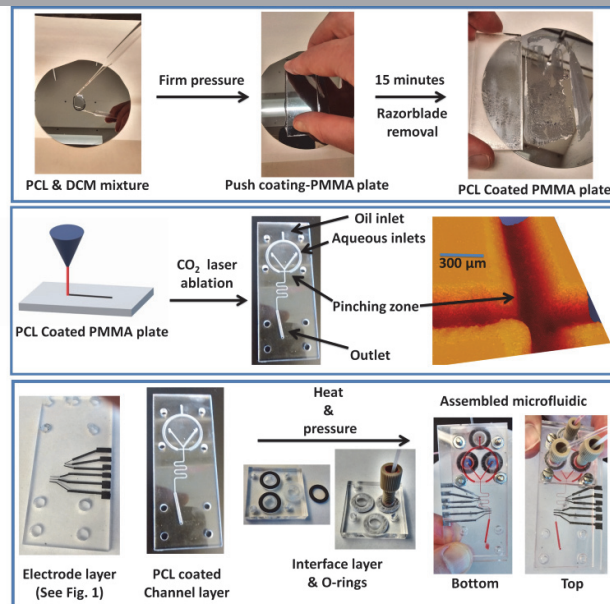 Firm pressure
15 minutes
Razorblade
removal
PCL & DCM mixture
Push coating-PMMA plate
PCL Coated PMMA plate
CO2 laser
ablation
PCL Coated PMMA plate
Oil inlet
Aqueous inlets
Pinching zone
Outlet
300 µm
Heat
&
pressure
Assembled microfluidic
Electrode layer
(See Fig. 1)
PCL coated
Channel layer
Interface layer
& O-rings
Bottom
Top